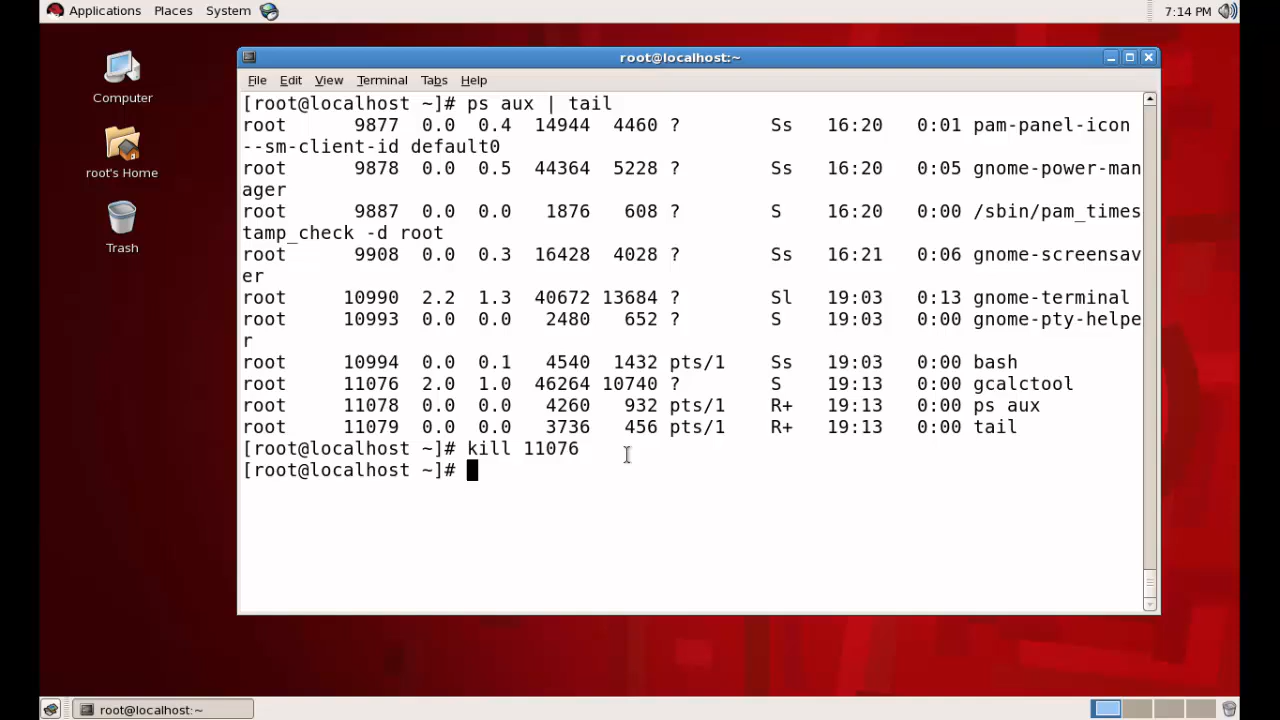 Applications Places System 7:14 PM
Computer
root's Home
Trash
root@localhost:~
File Edit View Terminal Tabs Help
[root@localhost ~]# ps aux | tail
root 9877 0.0 0.4 14944 4460 ? Ss 16:20 0:01 pam-panel-icon
--sm-client-id default0
root 9878 0.0 0.5 44364 5228 ? Ss 16:20 0:05 gnome-power-man
ager
root 9887 0.0 0.0 1876 608 ? S 16:20 0:00 /sbin/pam_times
tamp_check -d root
root 9908 0.0 0.3 16428 4028 ? Ss 16:21 0:06 gnome-screensav
er
root 10990 2.2 1.3 40672 13684 ? Sl 19:03 0:13 gnome-terminal
root 10993 0.0 0.0 2480 652 ? S 19:03 0:00 gnome-pty-helpe
r
root 10994 0.0 0.1 4540 1432 pts/1 Ss 19:03 0:00 bash
root 11076 2.0 1.0 46264 10740 ? S 19:13 0:00 gcalctool
root 11078 0.0 0.0 4260 932 pts/1 R+ 19:13 0:00 ps aux
root 11079 0.0 0.0 3736 456 pts/1 R+ 19:13 0:00 tail
[root@localhost ~]# kill 11076
[root@localhost ~]#
root@localhost:~